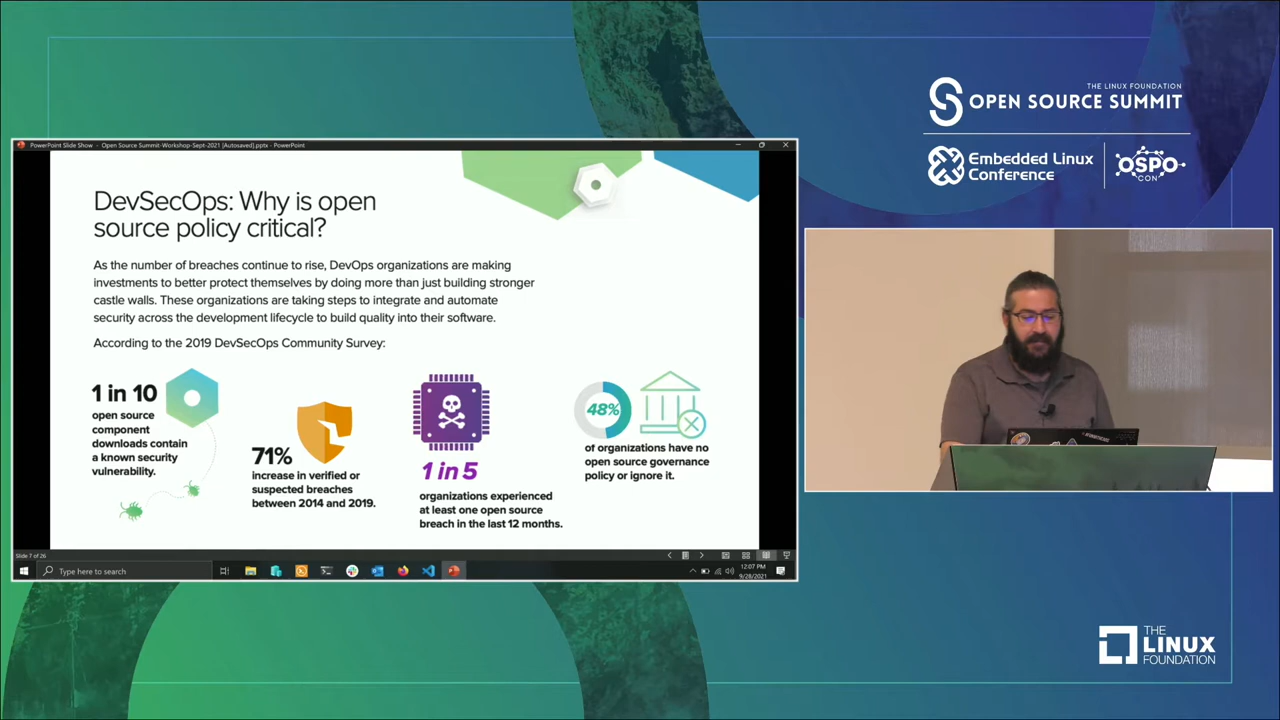 THE LINUX FOUNDATION
OPEN SOURCE SUMMIT
Embedded Linux
Conference
OSPO
CON
PowerPoint Slide Show - Open Source Summit-Workshop-Sept-2021 [Autosaved].pptx - PowerPoint
DevSecOps: Why is open
source policy critical?
As the number of breaches continue to rise, DevOps organizations are making
investments to better protect themselves by doing more than just building stronger
castle walls. These organizations are taking steps to integrate and automate
security across the development lifecycle to build quality into their software.
According to the 2019 DevSecOps Community Survey:
1 in 10
open source
component
downloads contain
a known security
vulnerability.
71%
increase in verified or
suspected breaches
between 2014 and 2019.
1 in 5
organizations experienced
at least one open source
breach in the last 12 months.
48%
of organizations have no
open source governance
policy or ignore it.
Slide 7 of 26
Type here to search
12:07 PM
9/28/2021
THE
LINUX
FOUNDATION